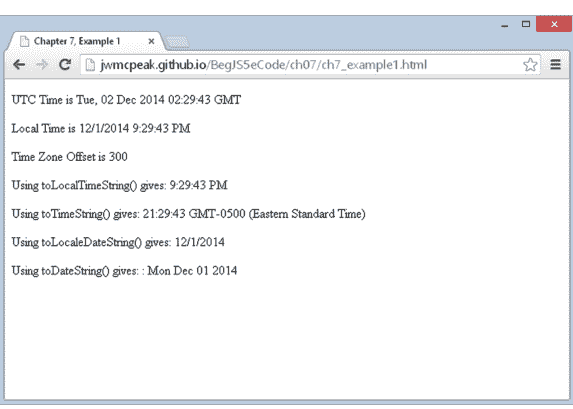 Chapter 7, Example 1
jwmcpeak.github.io/BegJS5eCode/ch07/ch7_example1.html
UTC Time is Tue, 02 Dec 2014 02:29:43 GMT
Local Time is 12/1/2014 9:29:43 PM
Time Zone Offset is 300
Using toLocalTimeString() gives: 9:29:43 PM
Using toTimeString() gives: 21:29:43 GMT-0500 (Eastern Standard Time)
Using toLocaleDateString() gives: 12/1/2014
Using toDateString() gives: : Mon Dec 01 2014